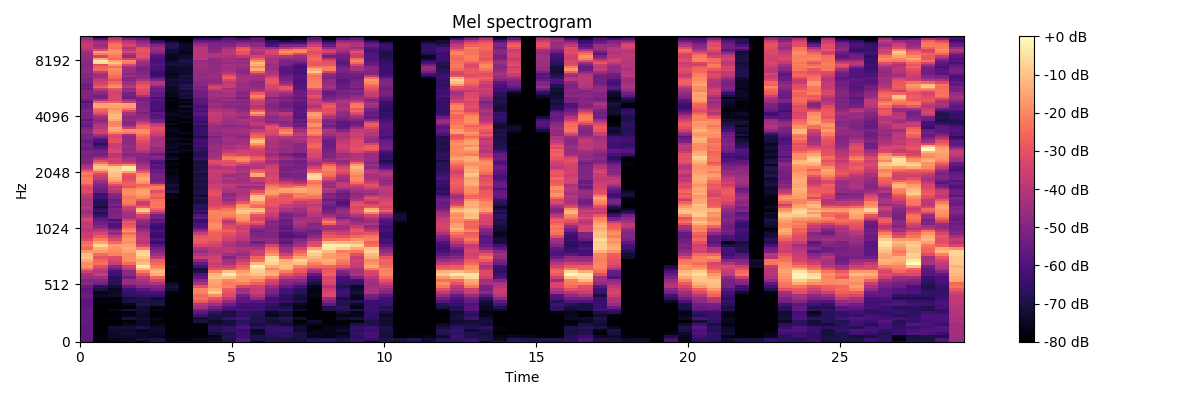 Mel spectrogram
8192
4096
2048
1024
512
0
Hz
0 5 10 15 20 25
Time
+0 dB
-10 dB
-20 dB
-30 dB
-40 dB
-50 dB
-60 dB
-70 dB
-80 dB